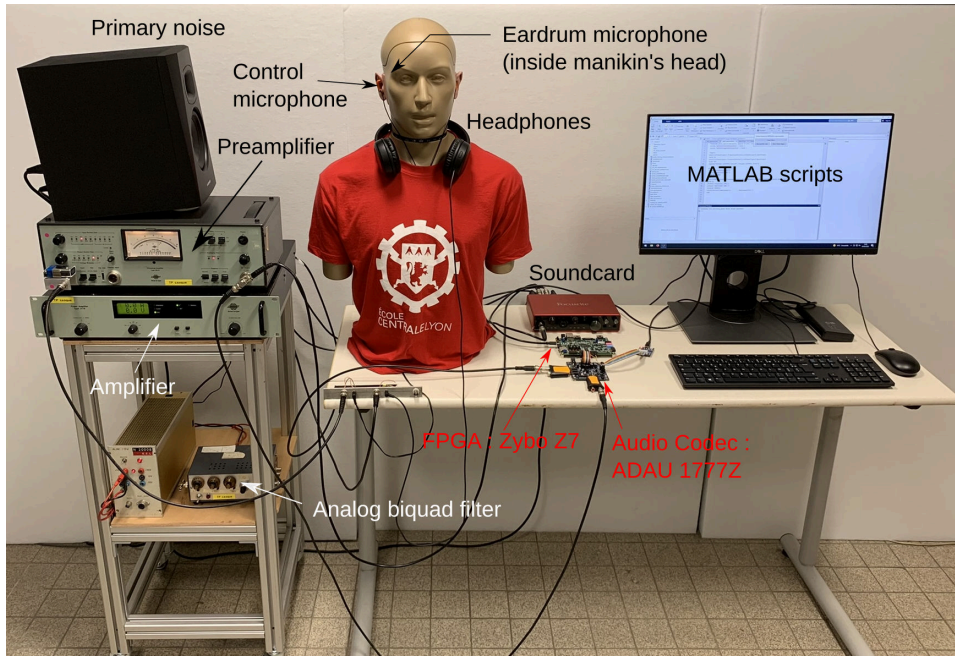 Primary noise
Eardrum microphone
(inside manikin's head)
Control
microphone
Headphones
Preamplifier
MATLAB scripts
ÉCOLE
CENTRALELYON
Soundcard
Amplifier
FPGA : Zybo Z7
Audio Codec :
ADAU 1777Z
Analog biquad filter